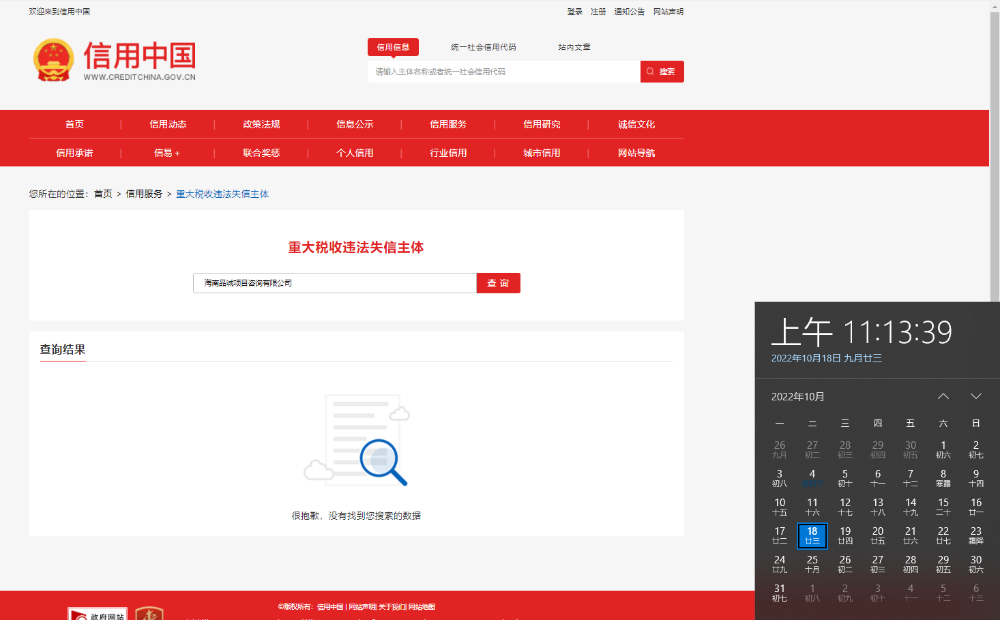 欢迎来到信用中国
登录 注册 通知公告 网站声明
信用中国
WWW.CREDITCHINA.GOV.CN
信用信息 统一社会信用代码 站内文章
请输入主体名称或者统一社会信用代码 搜索
首页 | 信用动态 | 政策法规 | 信息公示 | 信用服务 | 信用研究 | 诚信文化
信用承诺 | 信易+ | 联合奖惩 | 个人信用 | 行业信用 | 城市信用 | 网站导航
您所在的位置：首页 > 信用服务 > 重大税收违法失信主体
重大税收违法失信主体
海南品诚项目咨询有限公司 查 询
查询结果
很抱歉，没有找到您搜索的数据
上午 11:13:39
2022年10月18日 九月廿三
2022年10月
一 二 三 四 五 六 日
26 27 28 29 30 1 2
九月 初二 初三 初四 初五 初六 初七
3 4 5 6 7 8 9
初八 初十 十一 十二 寒露 十四
10 11 12 13 14 15 16
十五 十六 十七 十八 十九 二十 廿一
17 18 19 20 21 22 23
廿二 廿三 廿四 廿五 廿六 廿七 霜降
24 25 26 27 28 29 30
廿九 十月 初二 初三 初四 初五 初六
31 1 2 3 4 5 6
初七 初八 初九 初十 十一 十二 十三
©版权所有：信用中国 | 网站声明| 关于我们| 网站地图
政府网站